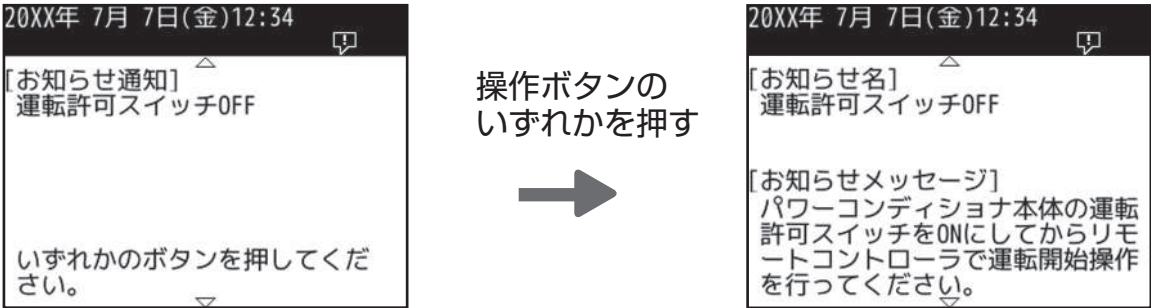 20XX年 7月 7日(金)12:34
[お知らせ通知]
運転許可スイッチOFF
いずれかのボタンを押してくだ
さい。
操作ボタンの
いずれかを押す
20XX年 7月 7日(金)12:34
[お知らせ名]
運転許可スイッチOFF
[お知らせメッセージ]
パワーコンディショナ本体の運転
許可スイッチをONにしてからリモ
ートコントローラで運転開始操作
を行ってください。